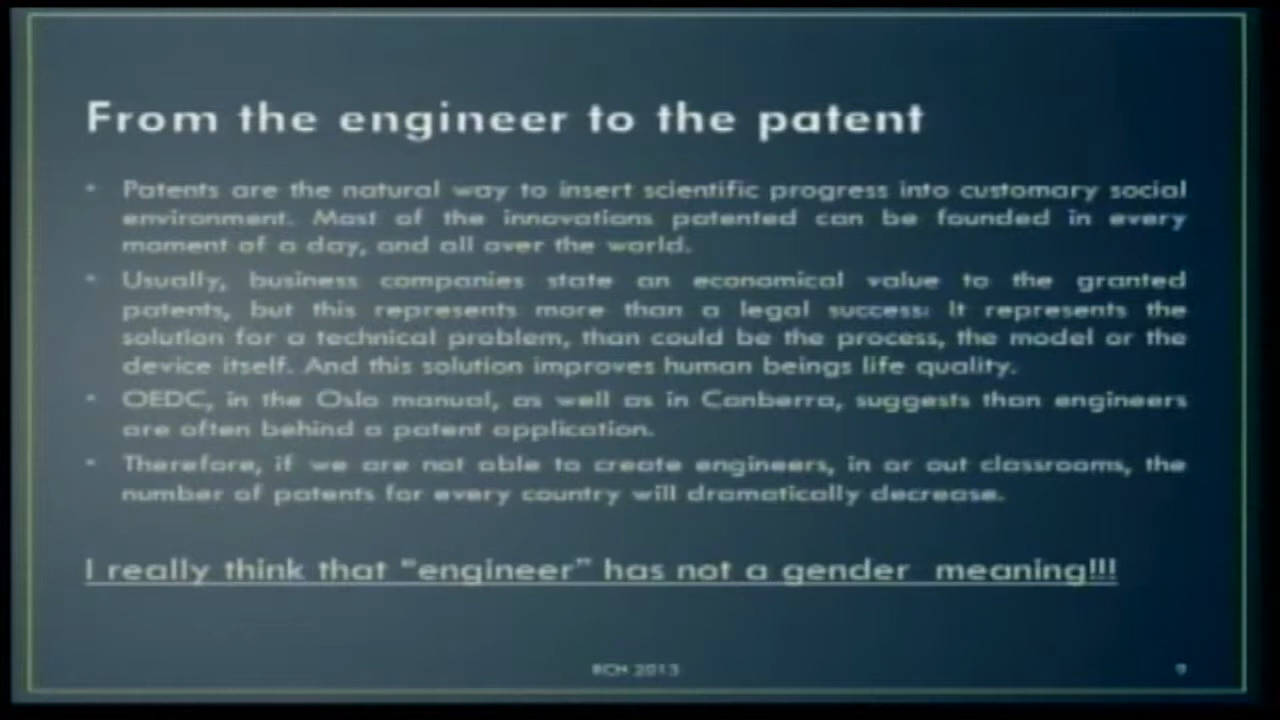 From the engineer to the patent
• Patents are the natural way to insert scientific progress into customary social
environment. Most of the innovations patented can be founded in every
moment of a day, and all over the world.
• Usually, business companies state an economical value to the granted
patents, but this represents more than a legal success: It represents the
solution for a technical problem, than could be the process, the model or the
device itself. And this solution improves human beings life quality.
• OEDC, in the Oslo manual, as well as in Canberra, suggests than engineers
are often behind a patent application.
• Therefore, if we are not able to create engineers, in or out classrooms, the
number of patents for every country will dramatically decrease.
I really think that "engineer" has not a gender meaning!!!
2013
9